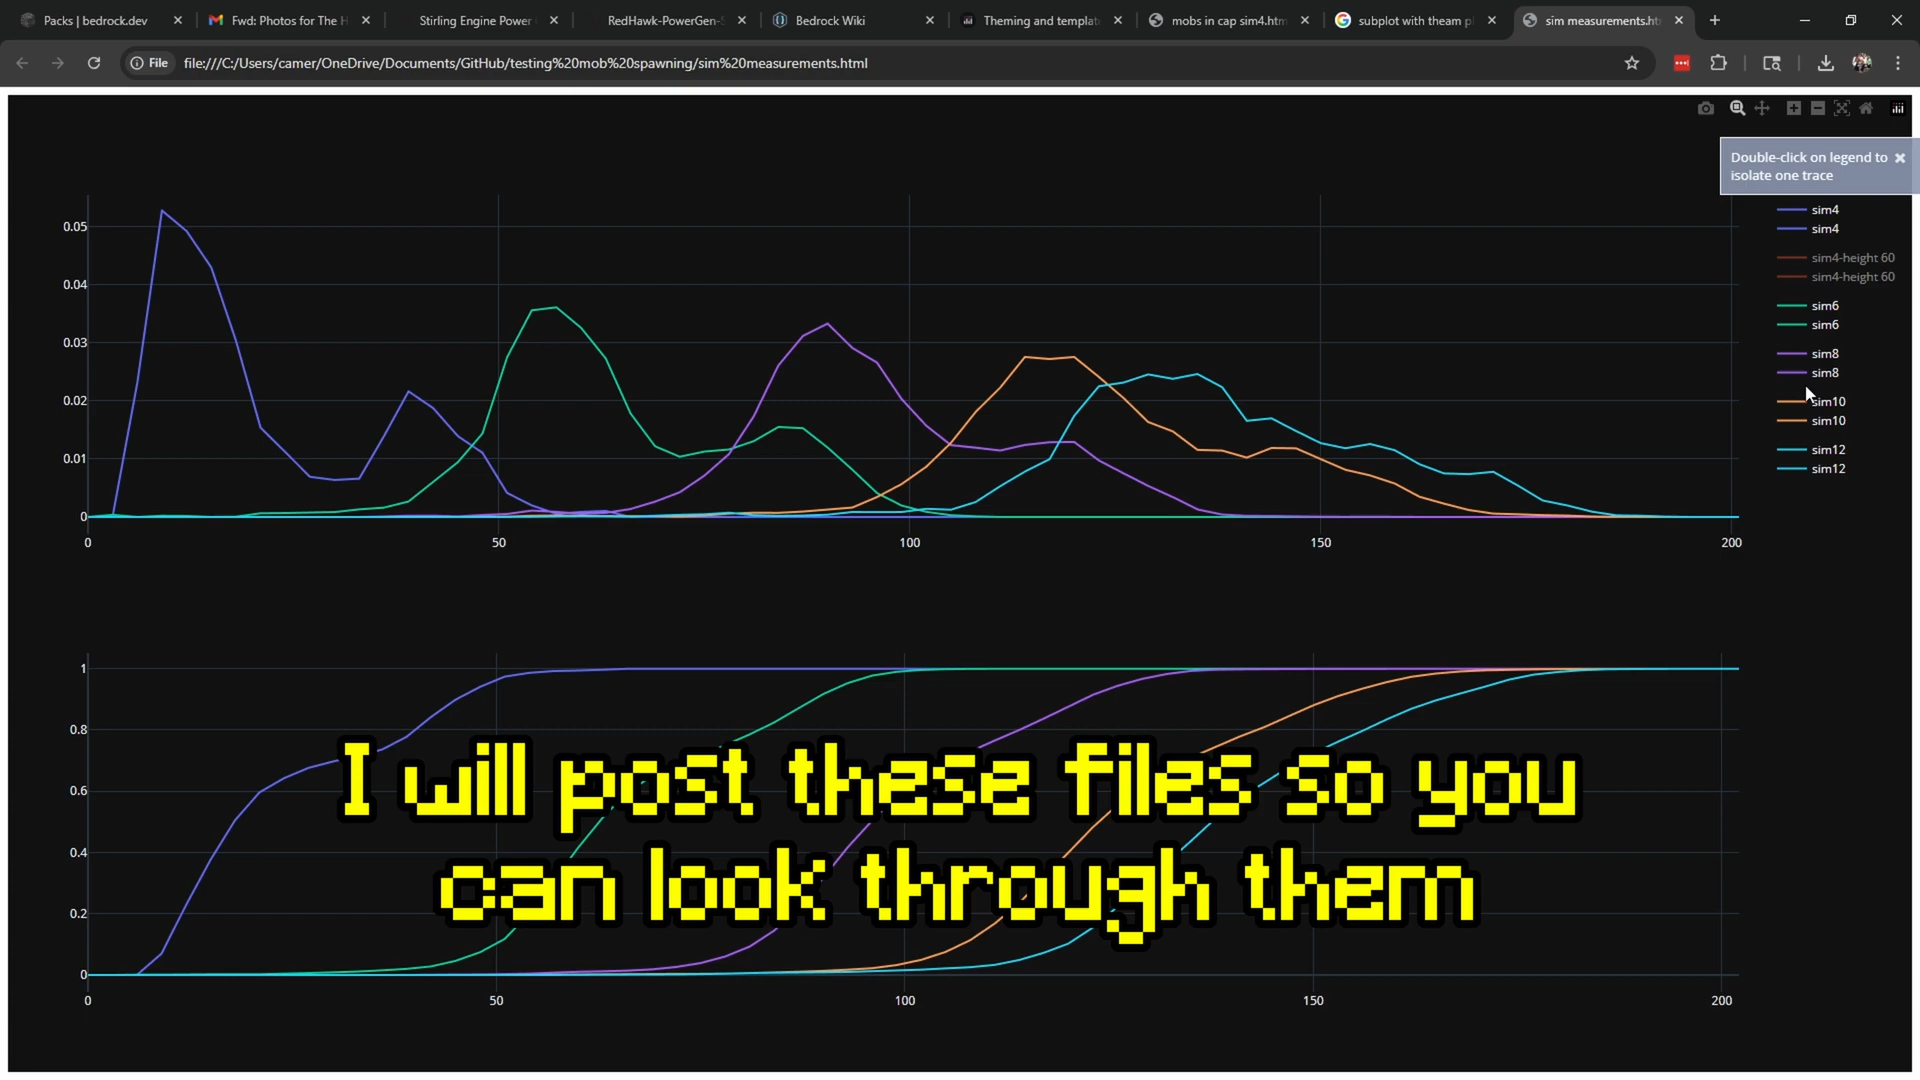 Packs | bedrock.dev
Fwd: Photos for The H
Stirling Engine Power
RedHawk-PowerGen-S
Bedrock Wiki
Theming and templat
mobs in cap sim4.htm
subplot with theam pl
sim measurements.ht
File
file:///C:/Users/camer/OneDrive/Documents/GitHub/testing%20mob%20spawning/sim%20measurements.html
Double-click on legend to
isolate one trace
sim4
sim4
sim4-height 60
sim4-height 60
sim6
sim6
sim8
sim8
sim10
sim10
sim12
sim12
0.05
0.04
0.03
0.02
0.01
0
0 50 100 150 200
1
0.8
0.6
0.4
0.2
0
0 50 100 150 200
I will post these files so you
can look through them